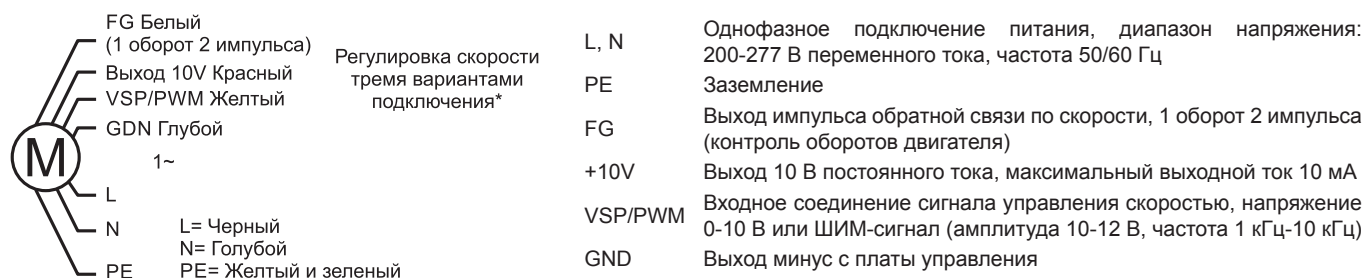 FG Белый
(1 оборот 2 импульса)
Выход 10V Красный
VSP/PWM Желтый
GDN Глубой
M
1~
L
N
PE
L= Черный
N= Голубой
PE= Желтый и зеленый
Регулировка скорости
тремя вариантами
подключения*
L, N
Однофазное подключение питания, диапазон напряжения:
200-277 В переменного тока, частота 50/60 Гц
PE
Заземление
FG
Выход импульса обратной связи по скорости, 1 оборот 2 импульса
(контроль оборотов двигателя)
+10V
Выход 10 В постоянного тока, максимальный выходной ток 10 мА
VSP/PWM
Входное соединение сигнала управления скоростью, напряжение
0-10 В или ШИМ-сигнал (амплитуда 10-12 В, частота 1 кГц-10 кГц)
GND
Выход минус с платы управления